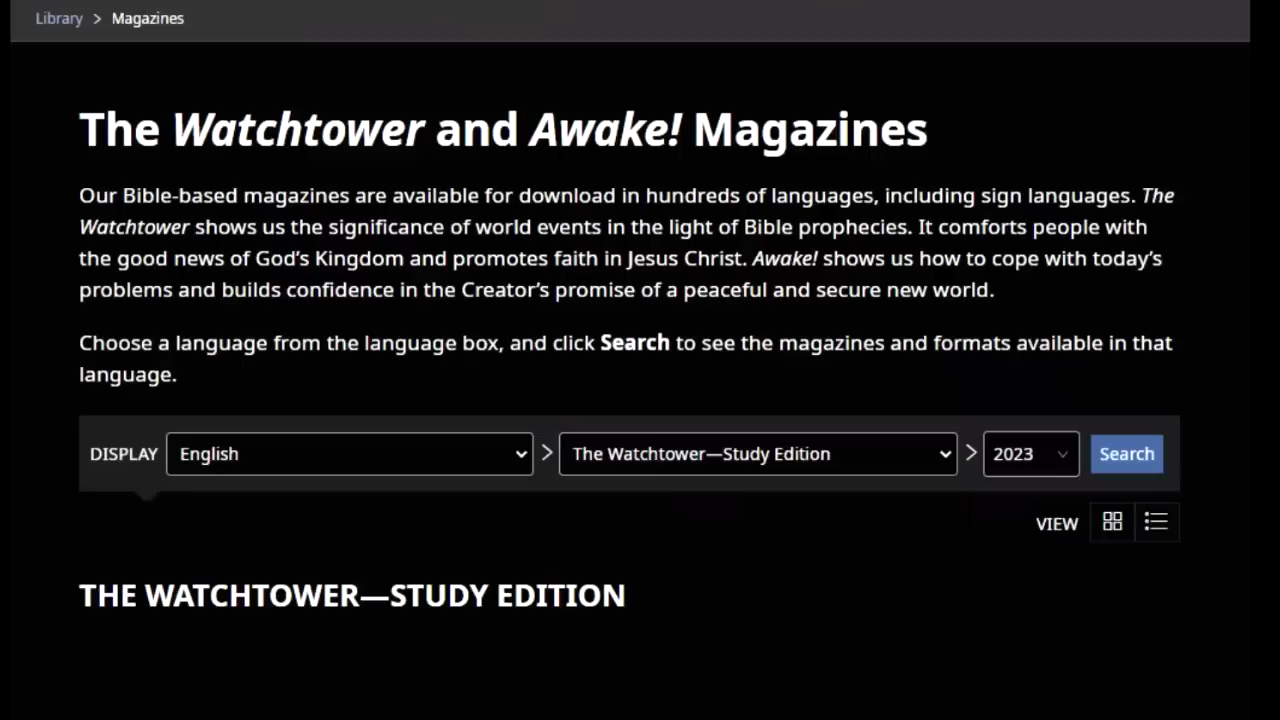 Library > Magazines
The Watchtower and Awake! Magazines
Our Bible-based magazines are available for download in hundreds of languages, including sign languages. The
Watchtower shows us the significance of world events in the light of Bible prophecies. It comforts people with
the good news of God’s Kingdom and promotes faith in Jesus Christ. Awake! shows us how to cope with today’s
problems and builds confidence in the Creator’s promise of a peaceful and secure new world.
Choose a language from the language box, and click Search to see the magazines and formats available in that
language.
DISPLAY English > The Watchtower—Study Edition > 2023 Search
VIEW
THE WATCHTOWER—STUDY EDITION